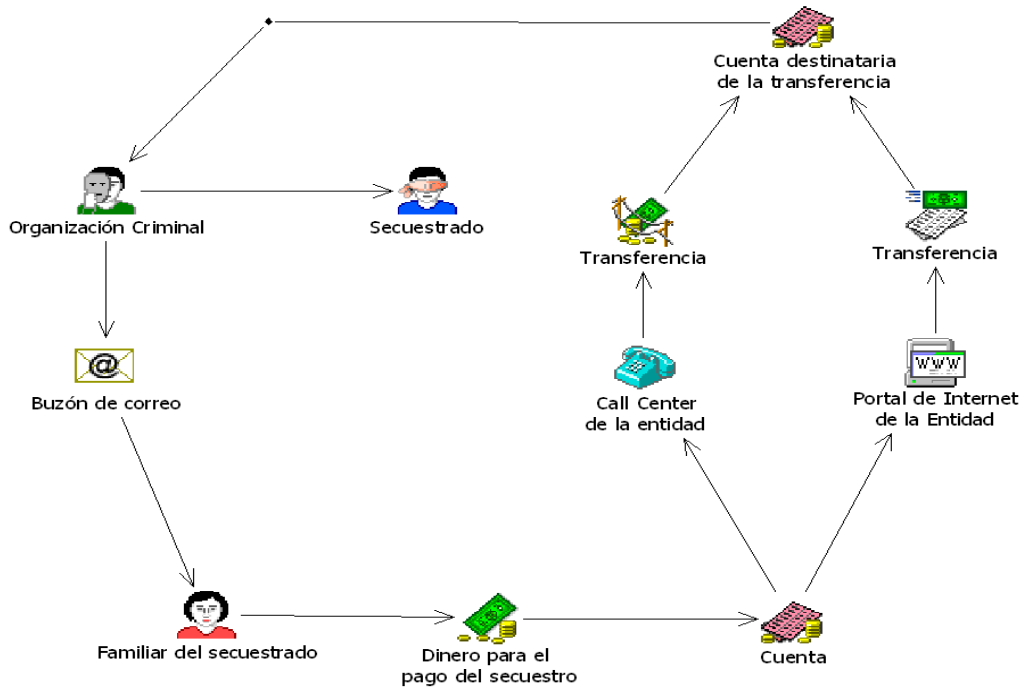 Cuenta destinataria
de la transferencia
Organización Criminal
Secuestrado
Transferencia
Transferencia
@
WWW
Buzón de correo
Call Center
de la entidad
Portal de Internet
de la Entidad
Familiar del secuestrado
Dinero para el
pago del secuestro
Cuenta